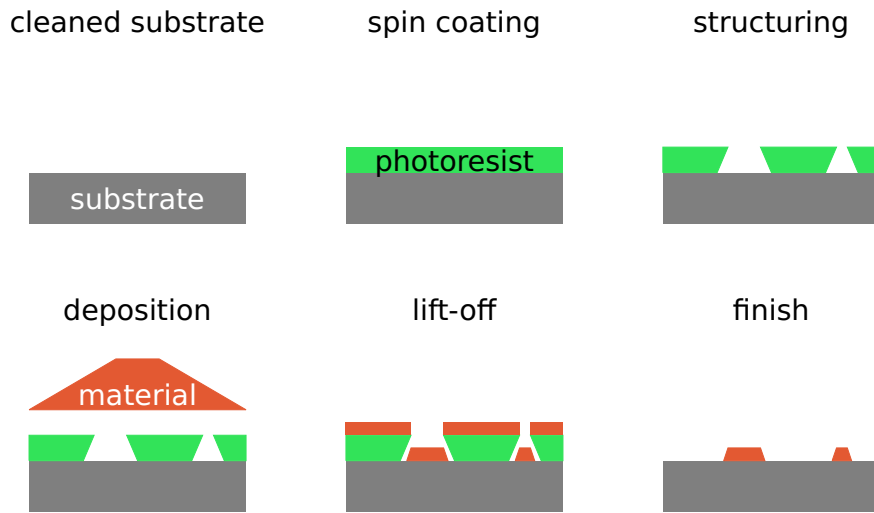 cleaned substrate
spin coating
structuring
substrate
photoresist
deposition
lift-off
finish
material